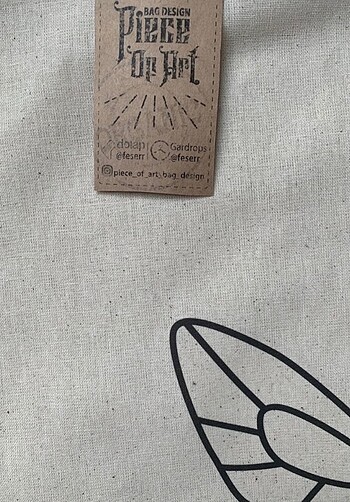 BAG DESIGN
Piece
Of Art
dolap
@feserr
Gardrops
@feserr
piece_of_art_bag_design